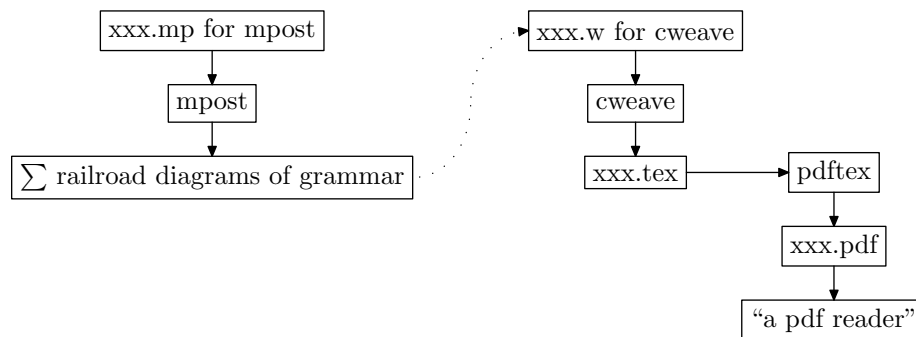 xxx.mp for mpost
mpost
∑ railroad diagrams of grammar
xxx.w for cweave
cweave
xxx.tex
pdftex
xxx.pdf
“a pdf reader”